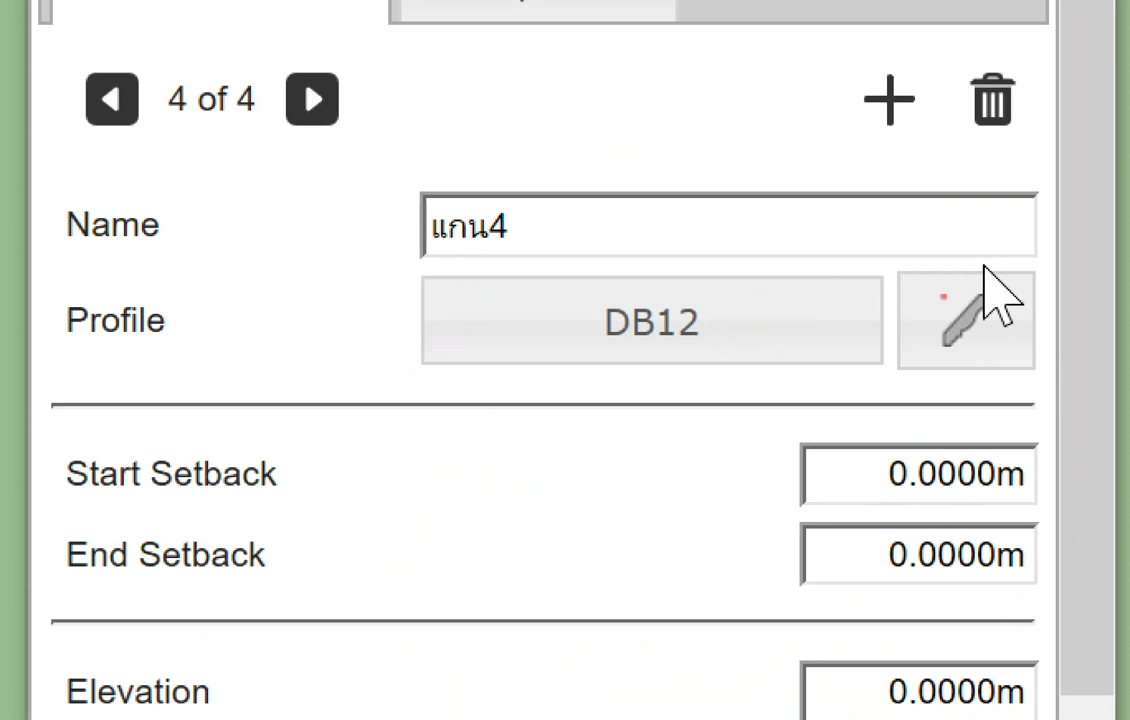 4 of 4
Name แกน4
Profile DB12
Start Setback 0.0000m
End Setback 0.0000m
Elevation 0.0000m